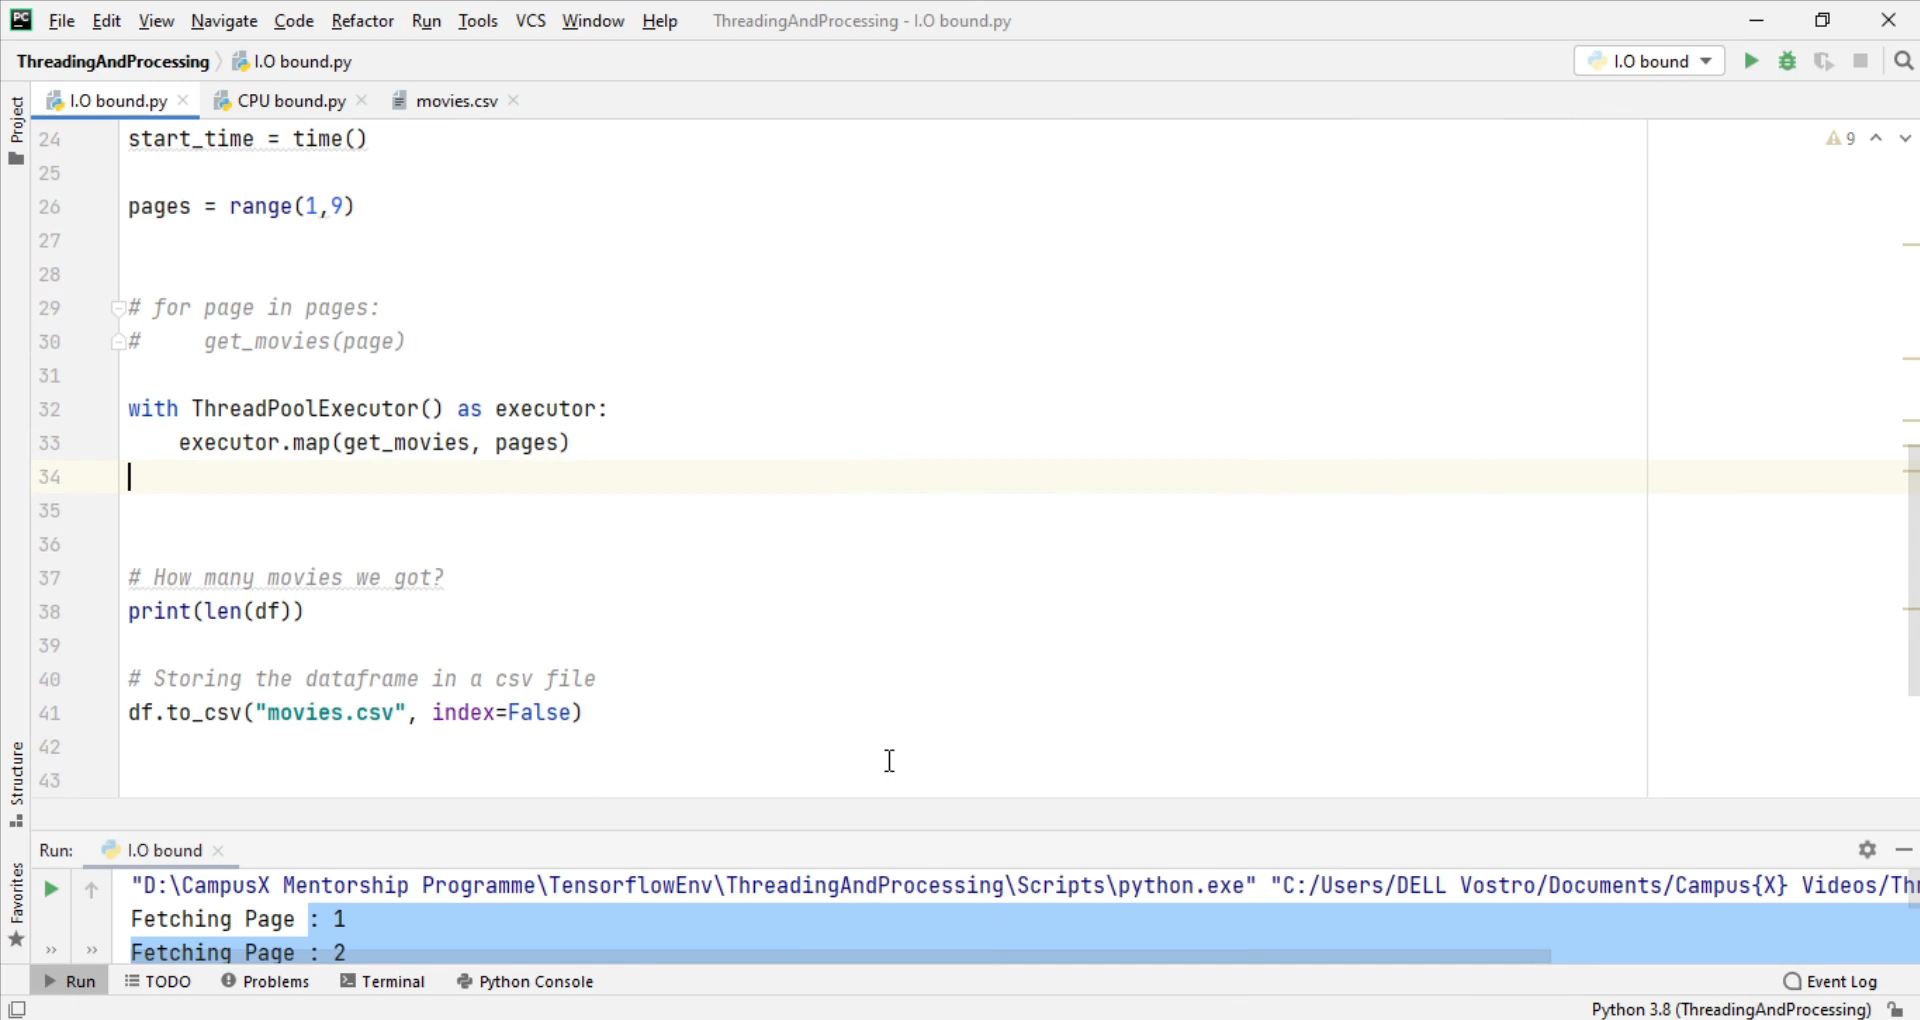 PC File Edit View Navigate Code Refactor Run Tools VCS Window Help ThreadingAndProcessing - I.O bound.py
ThreadingAndProcessing I.O bound.py I.O bound
I.O bound.py CPU bound.py movies.csv
Project
24 start_time = time() 9
25
26 pages = range(1,9)
27
28
29 # for page in pages:
30 #     get_movies(page)
31
32 with ThreadPoolExecutor() as executor:
33     executor.map(get_movies, pages)
34
35
36
37 # How many movies we got?
38 print(len(df))
39
40 # Storing the dataframe in a csv file
41 df.to_csv("movies.csv", index=False)
42
43
Structure
Favorites
Run: I.O bound
"D:\CampusX Mentorship Programme\TensorflowEnv\ThreadingAndProcessing\Scripts\python.exe" "C:/Users/DELL Vostro/Documents/Campus{X} Videos/Th
Fetching Page : 1
Fetching Page : 2
Run TODO Problems Terminal Python Console Event Log
Python 3.8 (ThreadingAndProcessing)